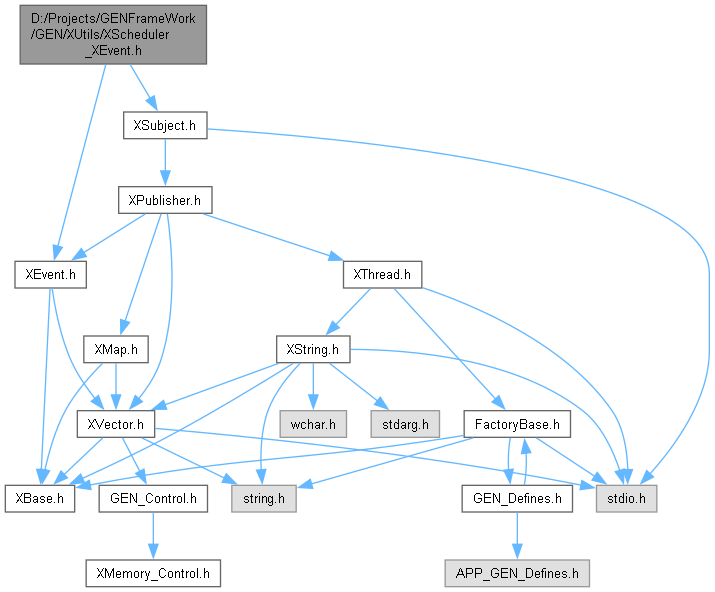 D:/Projects/GENFrameWork
/GEN/XUtils/XScheduler
_XEvent.h
XSubject.h
XPublisher.h
XEvent.h
XThread.h
XMap.h
XString.h
XVector.h
wchar.h
stdarg.h
FactoryBase.h
XBase.h
GEN_Control.h
string.h
GEN_Defines.h
stdio.h
XMemory_Control.h
APP_GEN_Defines.h